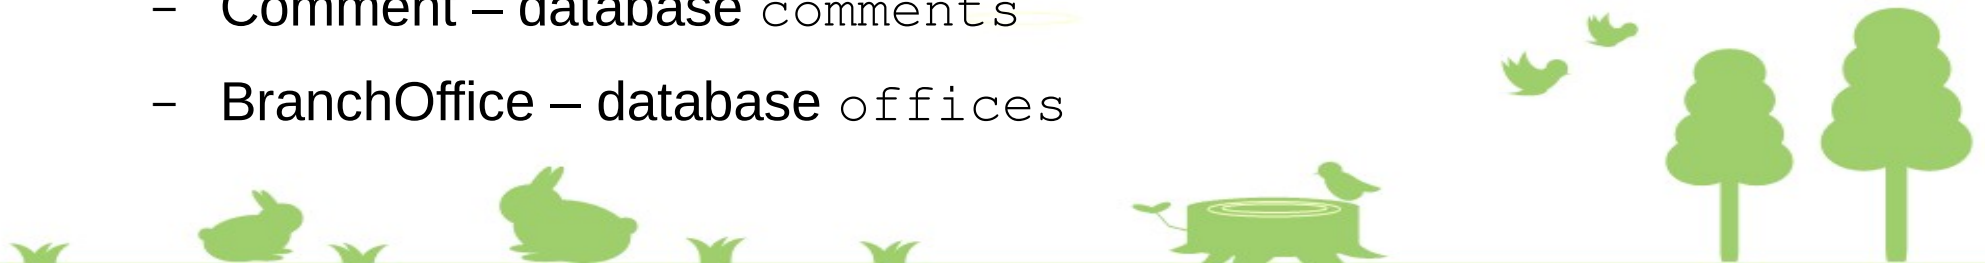 – Comment – database comments
– BranchOffice – database offices